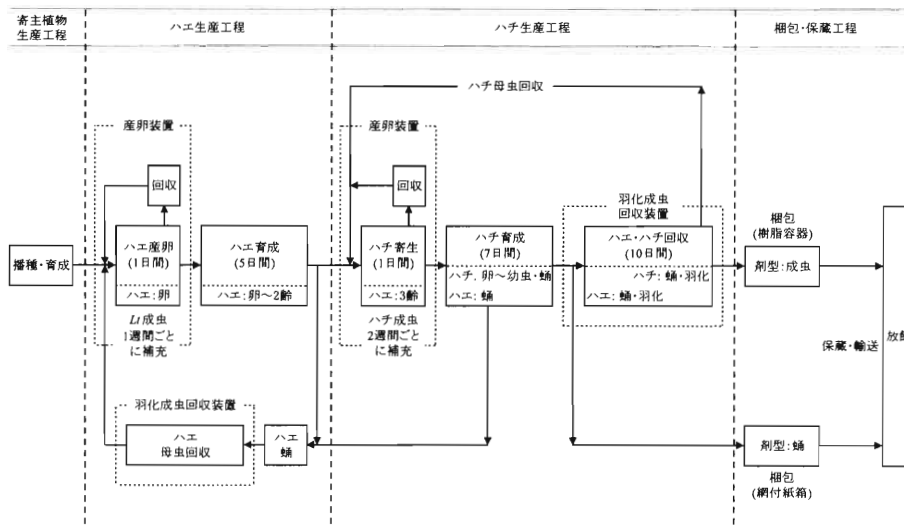 寄主植物
生産工程
ハエ生産工程
ハチ生産工程
梱包・保蔵工程
ハチ母虫回収
産卵装置
産卵装置
回収
回収
羽化成虫
回収装置
播種・育成
ハエ産卵
(1日間)
ハエ:卵
ハエ育成
(5日間)
ハエ:卵〜2齢
ハチ寄生
(1日間)
ハエ:3齢
ハチ育成
(7日間)
ハチ:卵〜幼虫・蛹
ハエ:蛹
ハエ・ハチ回収
(10日間)
ハチ:蛹・羽化
ハエ:蛹・羽化
梱包
(樹脂容器)
剤型:成虫
Lt成虫
1週間ごと
に補充
ハチ成虫
2週間ごと
に補充
保蔵・輸送
羽化成虫回収装置
ハエ
母虫回収
ハエ
蛹
剤型:蛹
梱包
(網付紙箱)
放